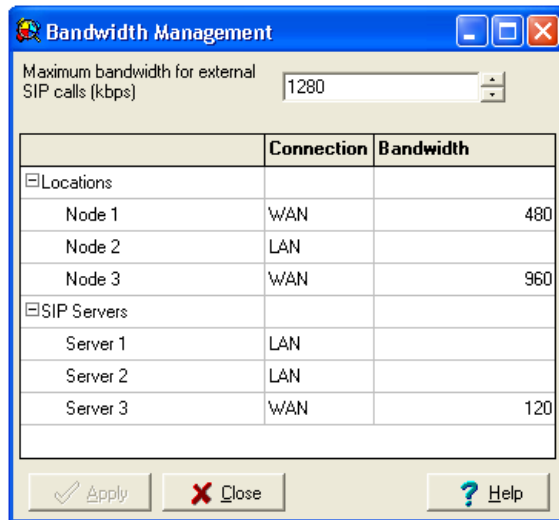 Bandwidth Management
Maximum bandwidth for external
SIP calls (kbps)
1280
Connection Bandwidth
Locations
Node 1 WAN 480
Node 2 LAN
Node 3 WAN 960
SIP Servers
Server 1 LAN
Server 2 LAN
Server 3 WAN 120
Apply Close Help